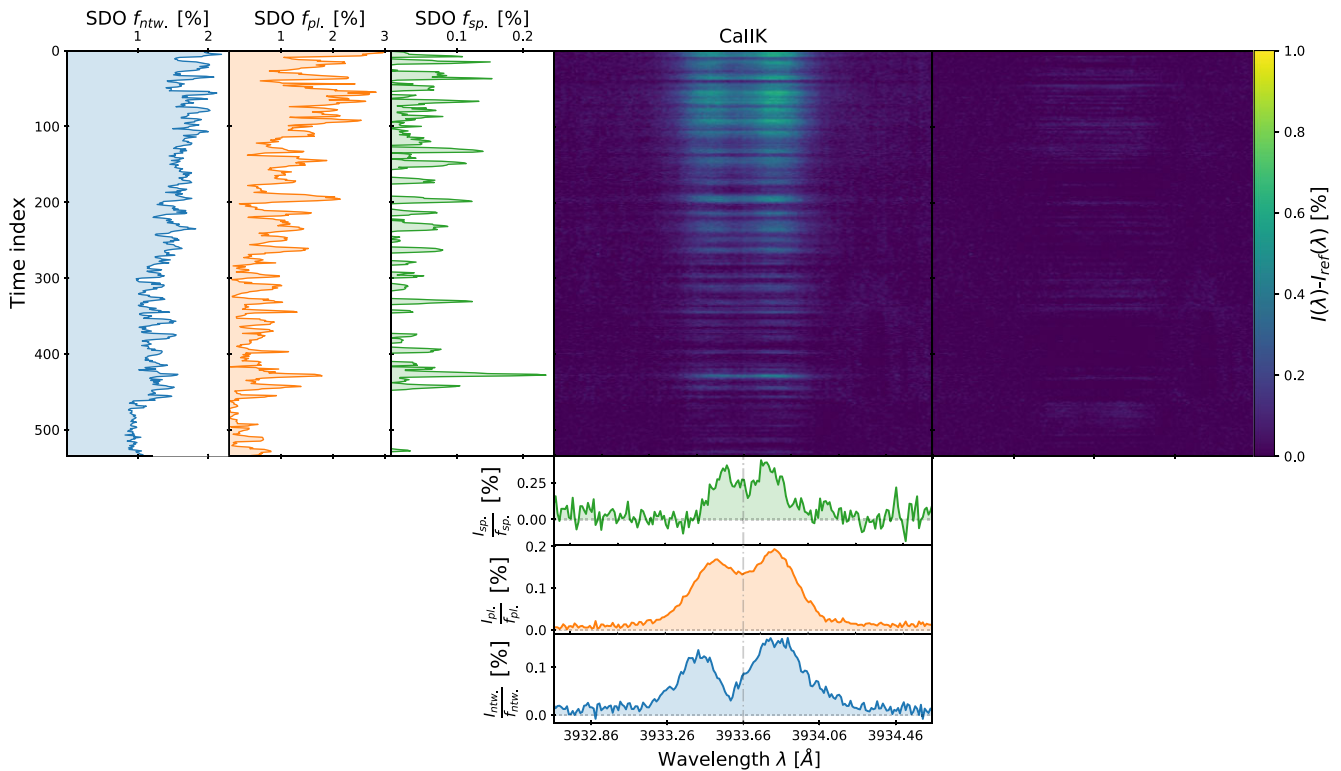 SDO f_ntw. [%] SDO f_pl. [%] SDO f_sp. [%]
CaIIK
1 2 1 2 3 0.1 0.2
Time index
0
100
200
300
400
500
1.0
0.8
0.6
0.4
0.2
0.0
I(λ)-I_ref(λ) [%]
I_sp./f_sp. [%]
0.25
0.00
I_pl./f_pl. [%]
0.2
0.1
0.0
I_ntw./f_ntw. [%]
0.1
0.0
3932.86 3933.26 3933.66 3934.06 3934.46
Wavelength λ [Å]